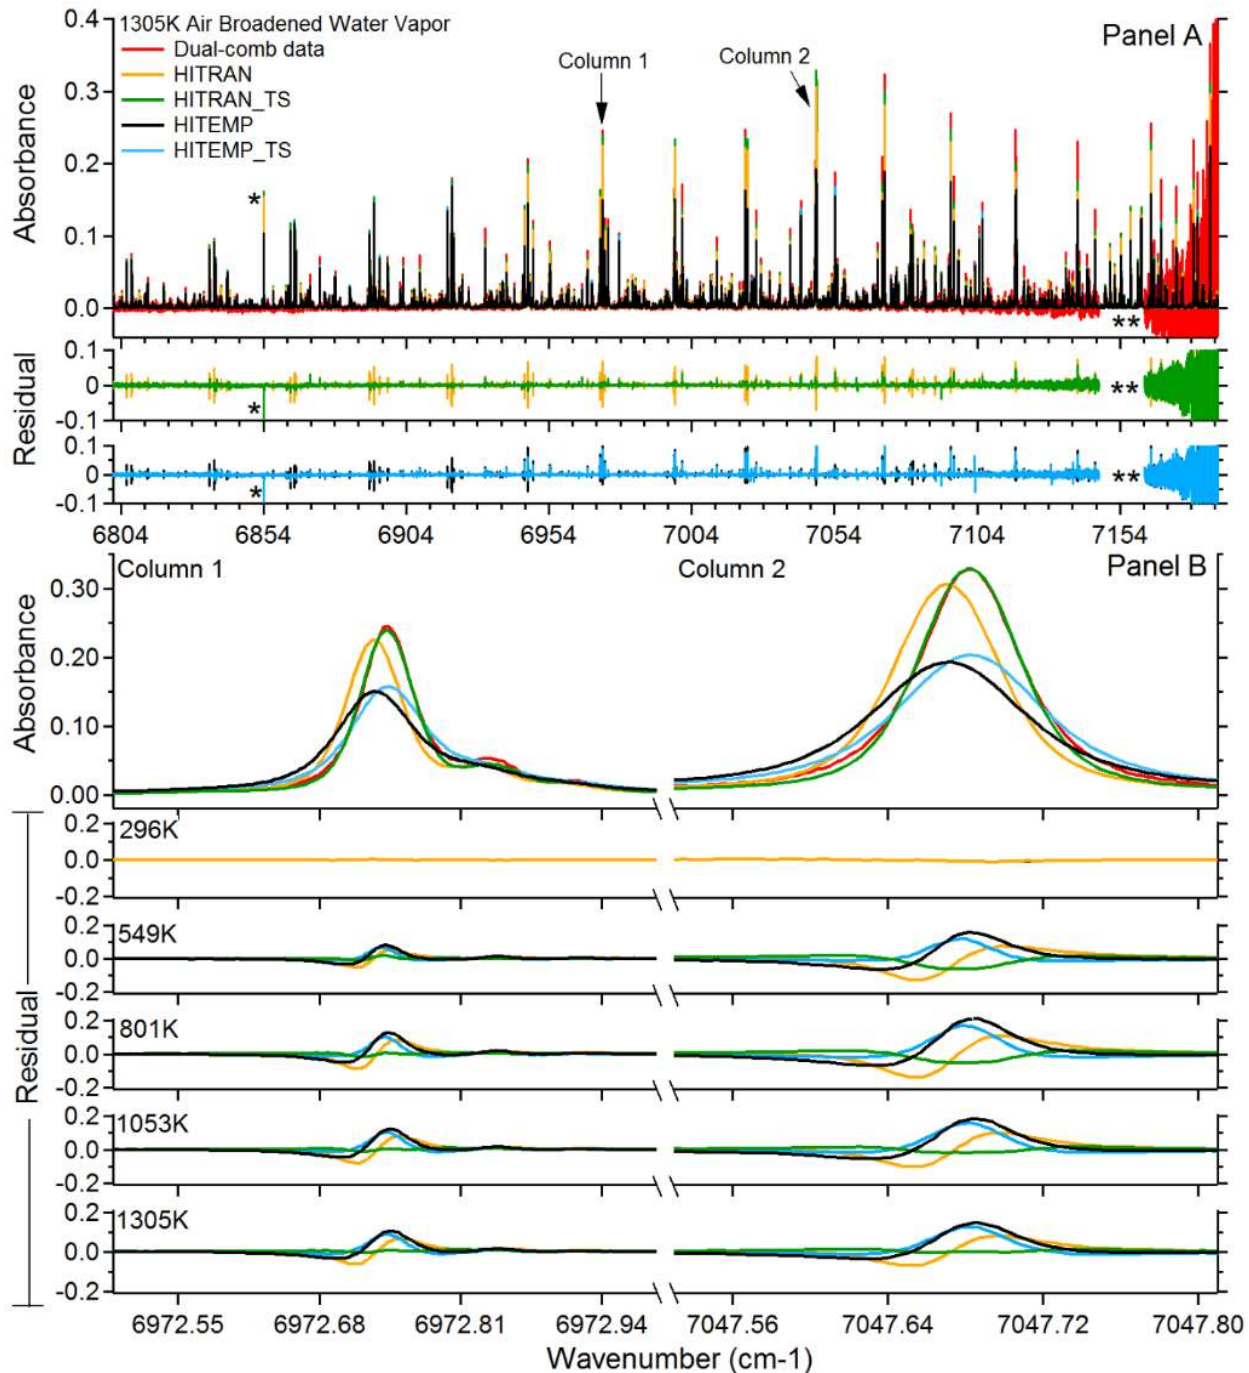 1305K Air Broadened Water Vapor
Dual-comb data
HITRAN
HITRAN_TS
HITEMP
HITEMP_TS
Column 1
Column 2
Panel A
Absorbance
0.4
0.3
0.2
0.1
0.0
*
**
Residual
0.1
0
-0.1
*
**
0.1
0
-0.1
*
**
6804 6854 6904 6954 7004 7054 7104 7154
Column 1
Column 2
Panel B
Absorbance
0.30
0.20
0.10
0.00
Residual
296K
0.2
0.0
-0.2
549K
0.2
0.0
-0.2
801K
0.2
0.0
-0.2
1053K
0.2
0.0
-0.2
1305K
0.2
0.0
-0.2
6972.55 6972.68 6972.81 6972.94 7047.56 7047.64 7047.72 7047.80
Wavenumber (cm-1)